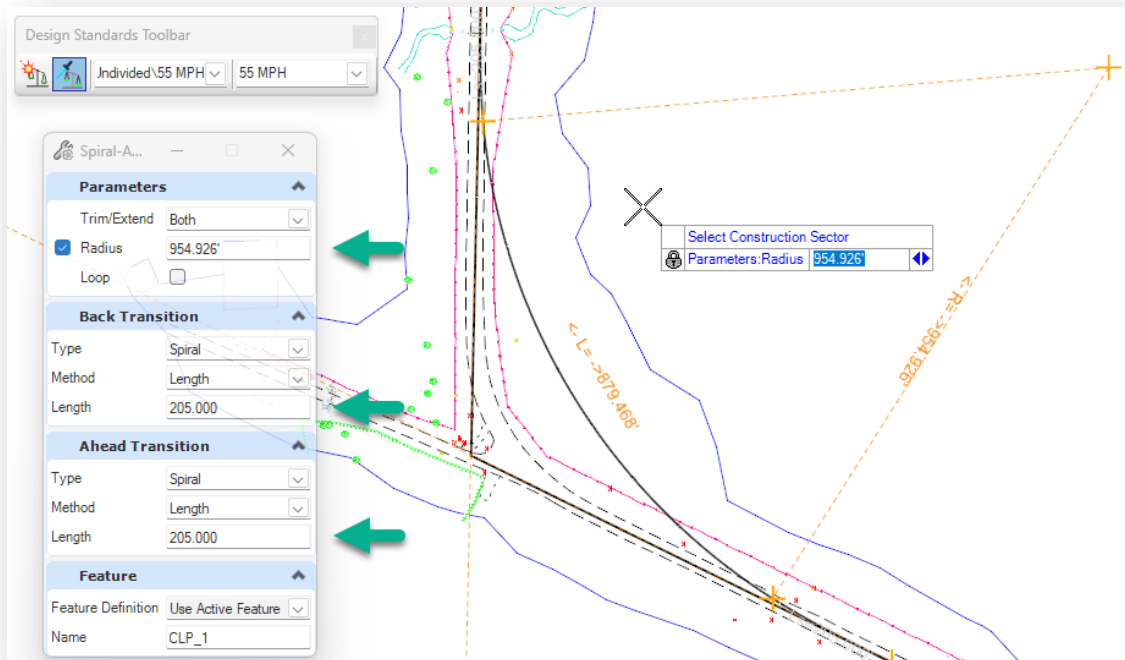 Design Standards Toolbar
x
Jndivided\55 MPH
55 MPH
Spiral-A...
Parameters
Trim/Extend Both
Radius 954.926'
Loop
Back Transition
Type Spiral
Method Length
Length 205.000
Ahead Transition
Type Spiral
Method Length
Length 205.000
Feature
Feature Definition Use Active Feature
Name CLP_1
Select Construction Sector
Parameters:Radius 954.926'
<- L= ->879.468'
<- R= ->954.926'